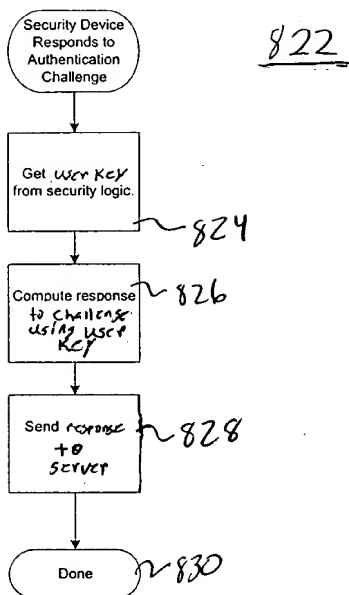 Security Device
Responds to
Authentication
Challenge
822
Get user key
from security logic.
824
Compute response
to challenge
using user
key
826
Send response
to
server
828
Done
830